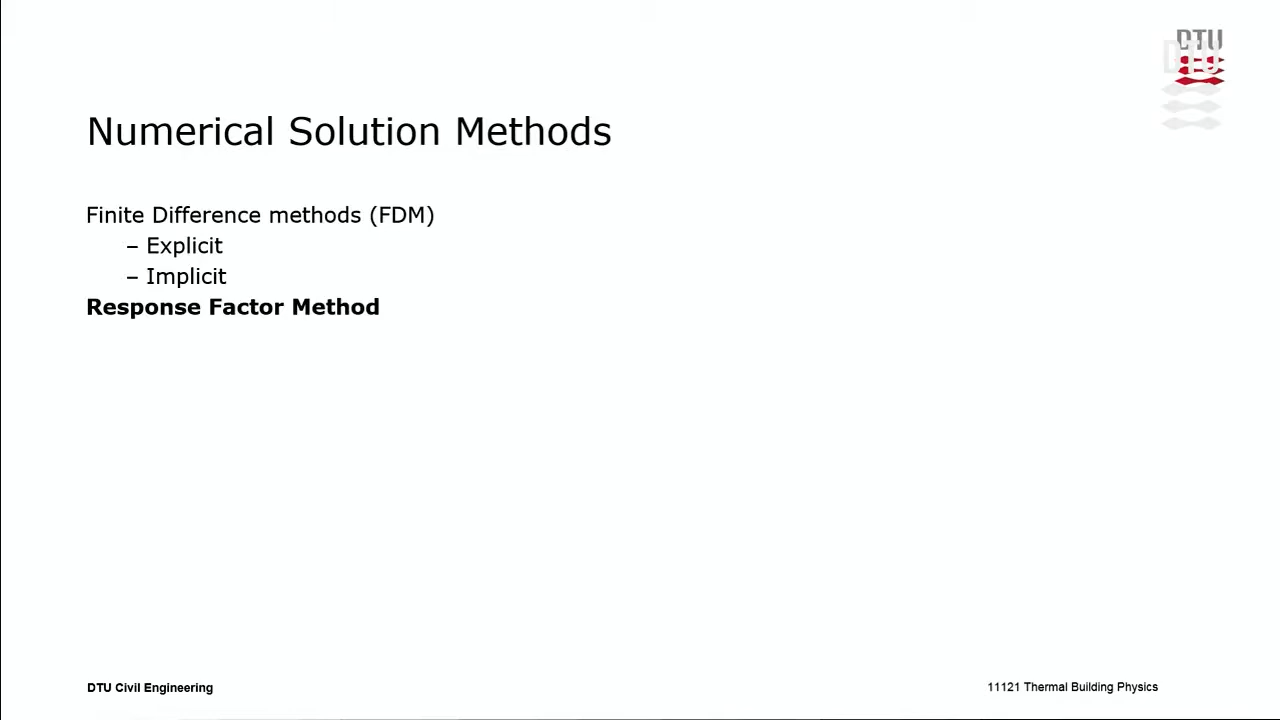 DTU
DTU
Numerical Solution Methods
Finite Difference methods (FDM)
– Explicit
– Implicit
Response Factor Method
DTU Civil Engineering
11121 Thermal Building Physics